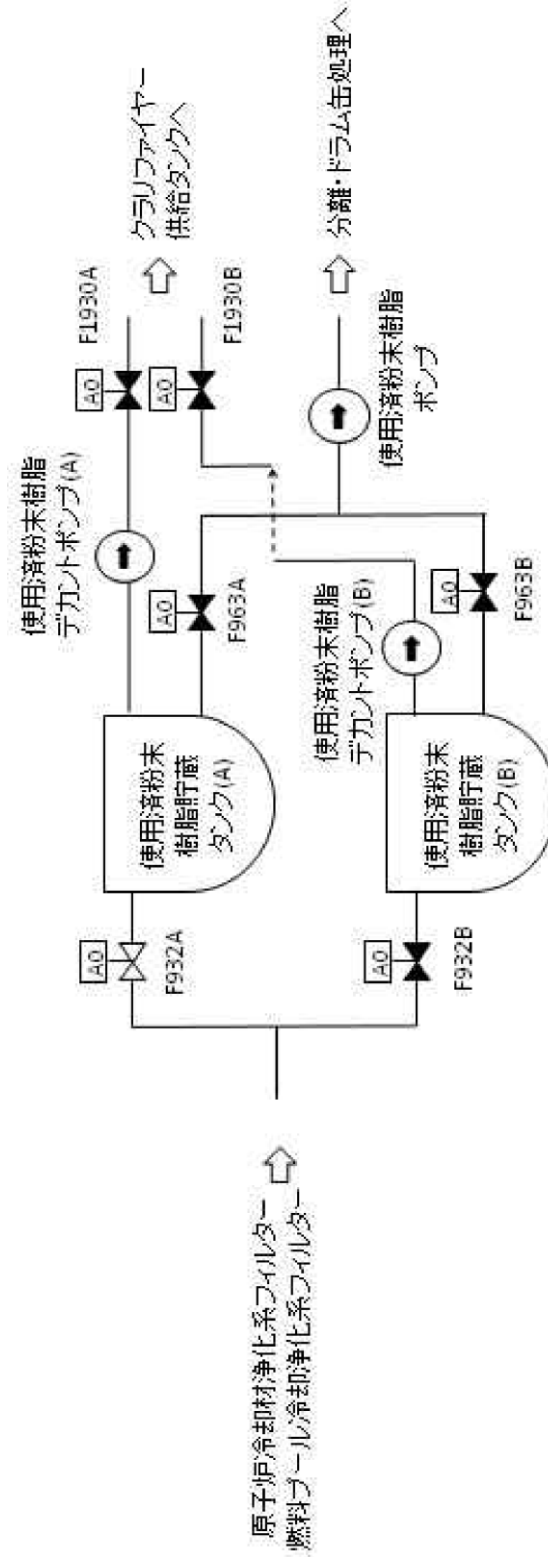 原子炉冷却材浄化系フィルター
燃料プール冷却浄化系フィルター
AO
F932A
AO
F932B
使用済粉末
樹脂貯蔵
タンク(A)
使用済粉末
樹脂貯蔵
タンク(B)
使用済粉末樹脂
デカントポンプ(A)
AO
F963A
使用済粉末樹脂
デカントポンプ(B)
AO
F963B
AO
F1930A
AO
F1930B
クラリファイヤー
供給タンクへ
使用済粉末樹脂
ポンプ
分離・ドラム缶処理へ